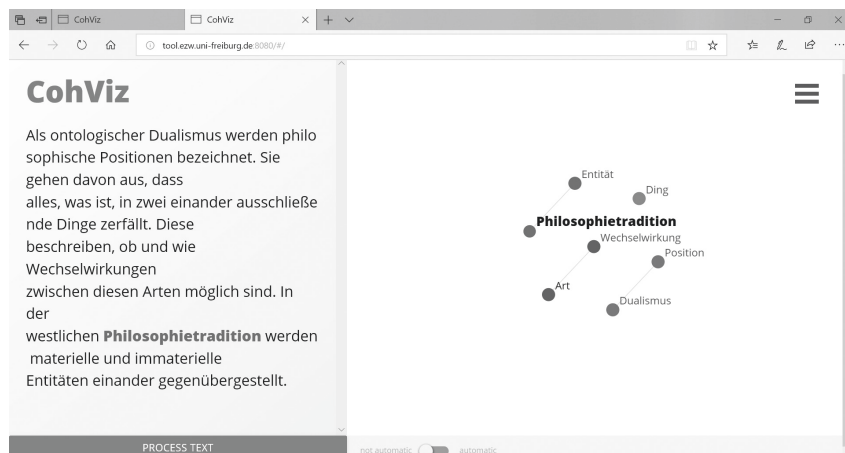 CohViz
CohViz
tool.ezw.uni-freiburg.de:8080/#/
CohViz
Als ontologischer Dualismus werden philo
sophische Positionen bezeichnet. Sie
gehen davon aus, dass
alles, was ist, in zwei einander ausschließe
nde Dinge zerfällt. Diese
beschreiben, ob und wie
Wechselwirkungen
zwischen diesen Arten möglich sind. In
der
westlichen Philosophietradition werden
materielle und immaterielle
Entitäten einander gegenübergestellt.
PROCESS TEXT
Entität
Ding
Philosophietradition
Wechselwirkung
Position
Art
Dualismus
not automatic
automatic